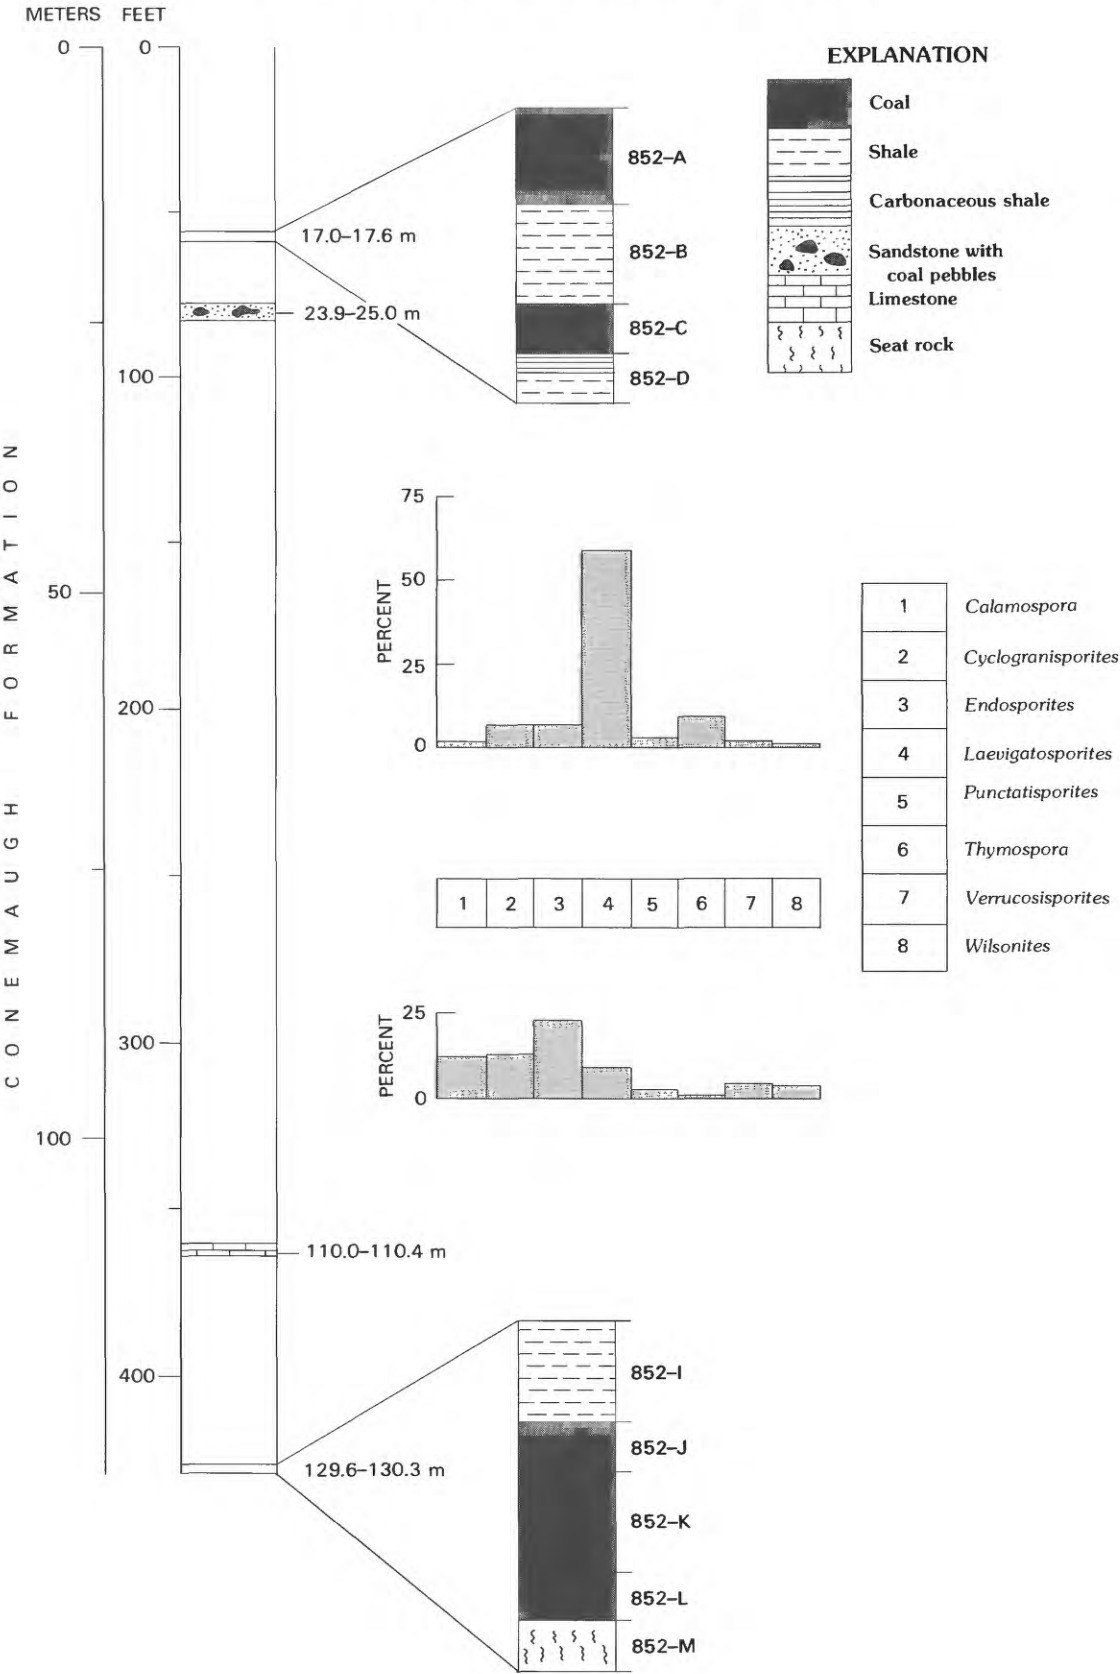 METERS FEET
0 0
EXPLANATION
Coal
Shale
Carbonaceous shale
Sandstone with
coal pebbles
Limestone
Seat rock
852–A
852–B
852–C
852–D
17.0–17.6 m
23.9–25.0 m
100
CONEMAUGH FORMATION
50
200
300
100
400
75
50
25
0
PERCENT
1 Calamospora
2 Cyclogranisporites
3 Endosporites
4 Laevigatosporites
5 Punctatisporites
6 Thymospora
7 Verrucosisporites
8 Wilsonites
1 2 3 4 5 6 7 8
25
0
PERCENT
110.0–110.4 m
129.6–130.3 m
852–I
852–J
852–K
852–L
852–M